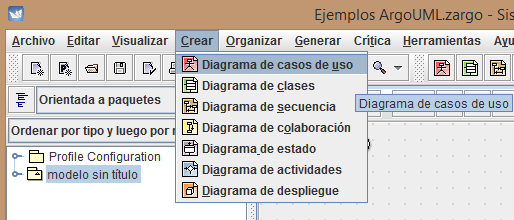 Ejemplos ArgoUML.zargo - Sis
Archivo Editar Visualizar Crear Organizar Generar Crítica Herramientas
Diagrama de casos de uso
Orientada a paquetes
Diagrama de clases
Diagrama de casos de uso
Diagrama de secuencia
Ordenar por tipo y luego por n
Diagrama de colaboración
Profile Configuration
Diagrama de estado
modelo sin título
Diagrama de actividades
Diagrama de despliegue